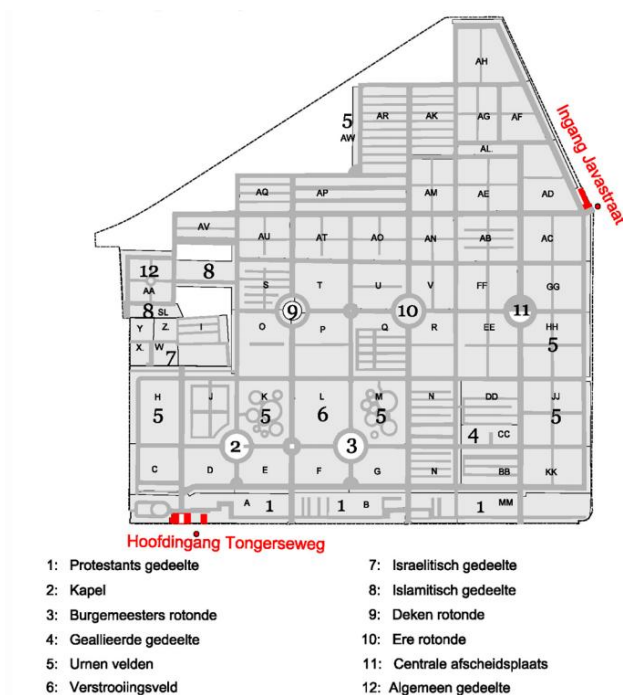 AH
AR
AK
AG
AF
Ingang Javastraat
5
AW
AL
AQ
AP
AM
AE
AD
AV
AU
AT
AO
AN
AB
AC
12
8
AA
S
T
U
V
FF
GG
8
SL
9
10
11
Y
Z
I
O
P
Q
R
EE
HH
5
X
W
7
H
J
K
L
M
N
DD
JJ
5
5
6
5
5
4
CC
2
3
C
D
E
F
G
N
BB
KK
A
1
1
B
1
MM
Hoofdingang Tongerseweg
1: Protestants gedeelte
2: Kapel
3: Burgemeesters rotonde
4: Geallieerde gedeelte
5: Urnen velden
6: Verstrooiingsveld
7: Israelitisch gedeelte
8: Islamitisch gedeelte
9: Deken rotonde
10: Ere rotonde
11: Centrale afscheidsplaats
12: Algemeen gedeelte